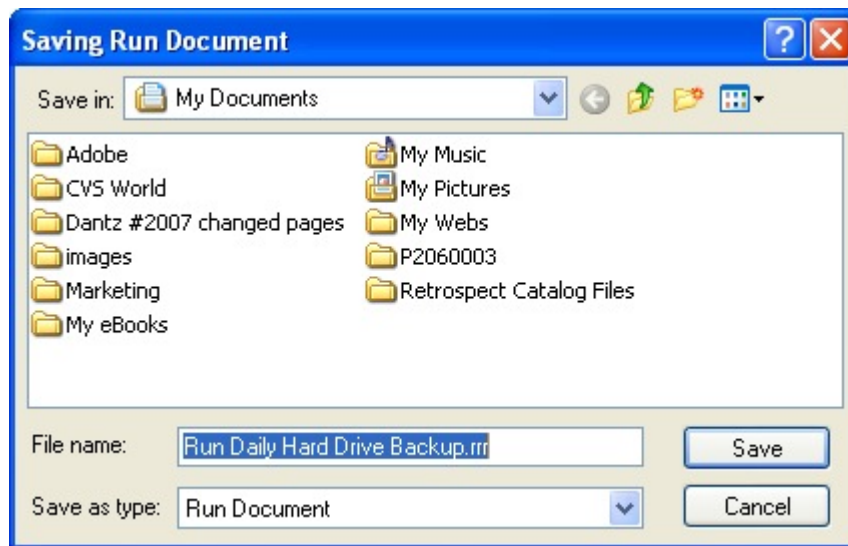 Saving Run Document
Save in: My Documents
Adobe
CVS World
Dantz #2007 changed pages
images
Marketing
My eBooks
My Music
My Pictures
My Webs
P2060003
Retrospect Catalog Files
File name: Run Daily Hard Drive Backup.rrr
Save
Save as type: Run Document
Cancel